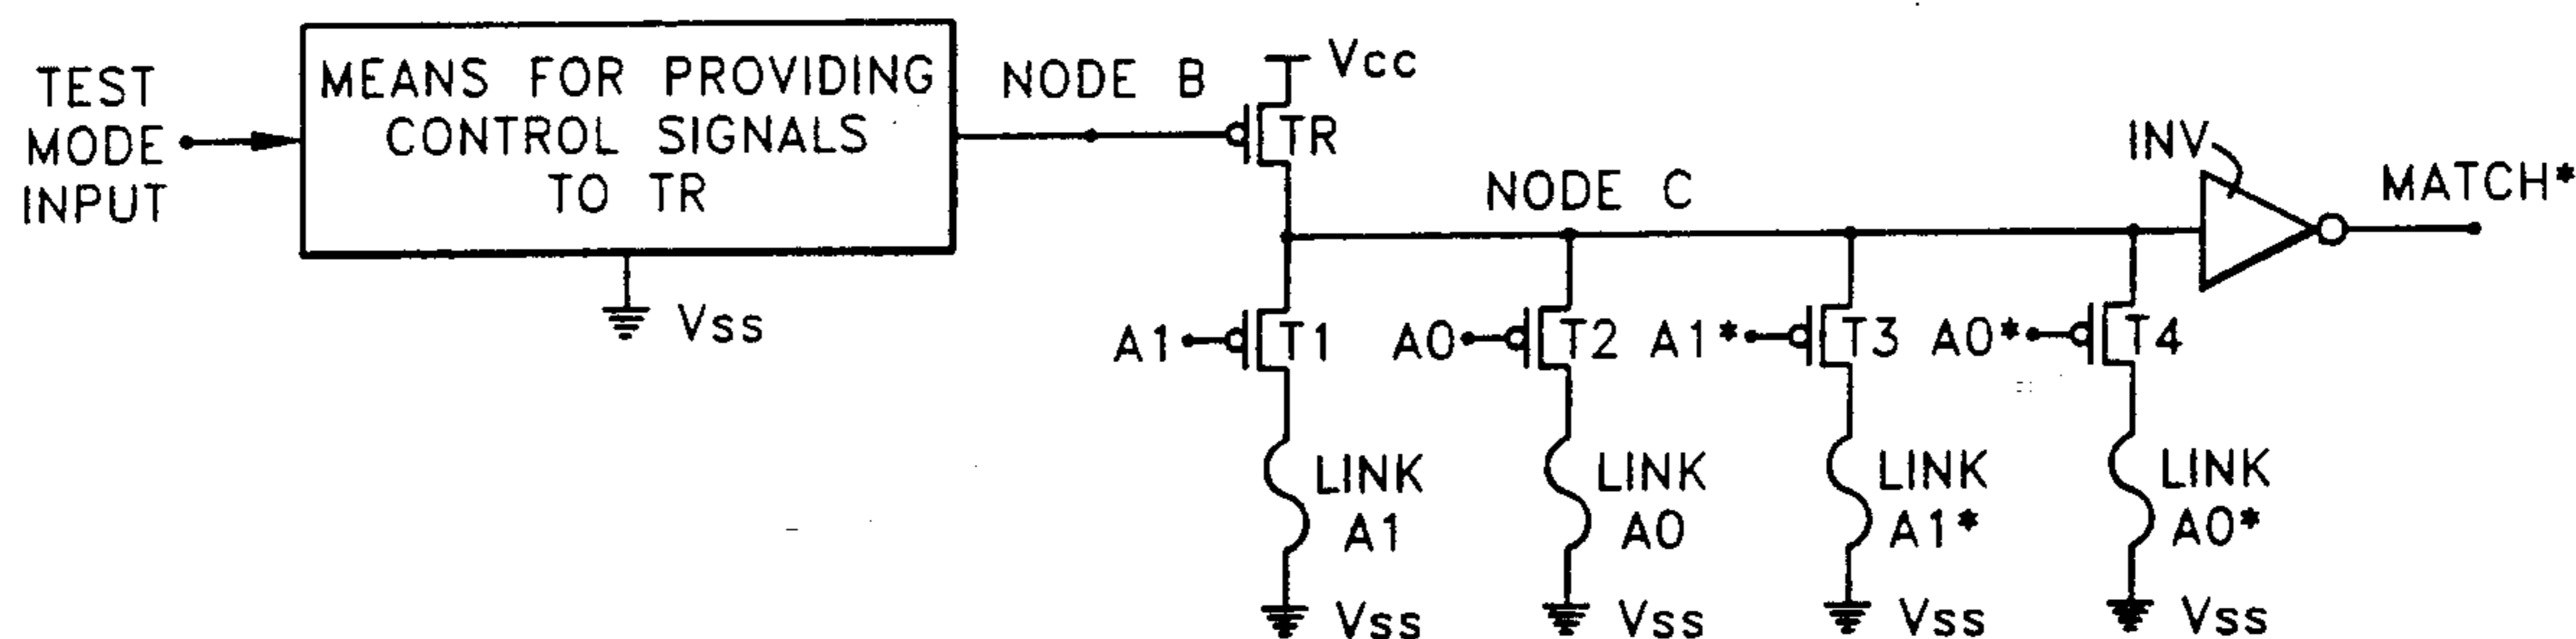 TEST
MODE
INPUT
MEANS FOR PROVIDING
CONTROL SIGNALS
TO TR
Vss
NODE B
Vcc
TR
NODE C
INV
MATCH*
A1
T1
A0
T2
A1*
T3
A0*
T4
LINK
A1
LINK
A0
LINK
A1*
LINK
A0*
Vss
Vss
Vss
Vss